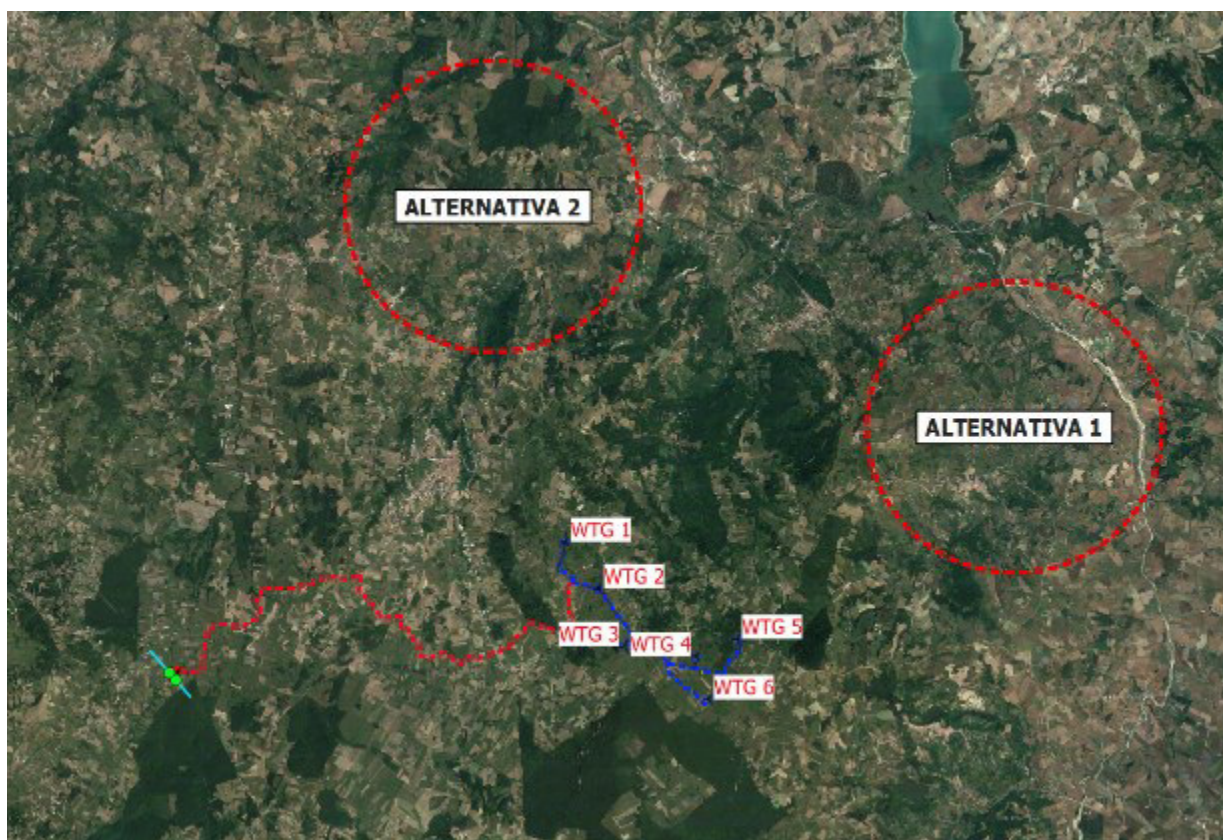 ALTERNATIVA 2
ALTERNATIVA 1
WTG 1
WTG 2
WTG 3
WTG 4
WTG 5
WTG 6